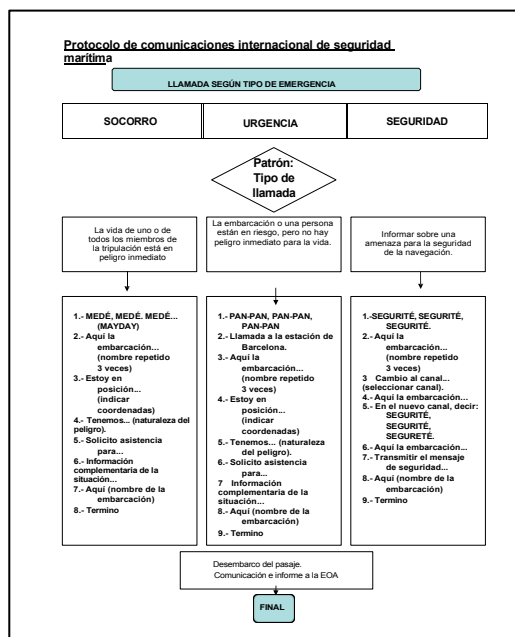 Protocolo de comunicaciones internacional de seguridad
marítima
LLAMADA SEGÚN TIPO DE EMERGENCIA
SOCORRO
URGENCIA
SEGURIDAD
Patrón:
Tipo de
llamada
La vida de uno o de
todos los miembros de
la tripulación está en
peligro inmediato
La embarcación o una persona
están en riesgo, pero no hay
peligro inmediato para la vida.
Informar sobre una
amenaza para la seguridad
de la navegación.
1.- MEDÉ, MEDÉ. MEDÉ...
(MAYDAY)
2.- Aquí la
embarcación...
(nombre repetido
3 veces)
3.- Estoy en
posición...
(indicar
coordenadas)
4.- Tenemos... (naturaleza del
peligro).
5.- Solicito asistencia
para...
6.- Información
complementaria de la
situación...
7.- Aquí (nombre de la
embarcación)
8.- Termino
1.- PAN-PAN, PAN-PAN,
PAN-PAN
2.- Llamada a la estación de
Barcelona.
3.- Aquí la
embarcación...
(nombre repetido
3 veces)
4.- Estoy en
posición...
(indicar
coordenadas)
5.- Tenemos... (naturaleza
del peligro).
6.- Solicito asistencia
para...
7 Información
complementaria de la
situación...
8.- Aquí (nombre de la
embarcación)
9.- Termino
1.-SEGURITÉ, SEGURITÉ,
SEGURITÉ.
2.- Aquí la
embarcación...
(nombre repetido
3 veces)
3 Cambio al canal...
(seleccionar canal).
4.- Aquí la embarcación...
5.- En el nuevo canal, decir:
SEGURITÉ,
SEGURITÉ,
SEGURETÉ.
6.- Aquí la embarcación...
7.- Transmitir el mensaje
de seguridad...
8.- Aquí (nombre de la
embarcación)
9.- Termino
Desembarco del pasaje.
Comunicación e informe a la EOA
FINAL